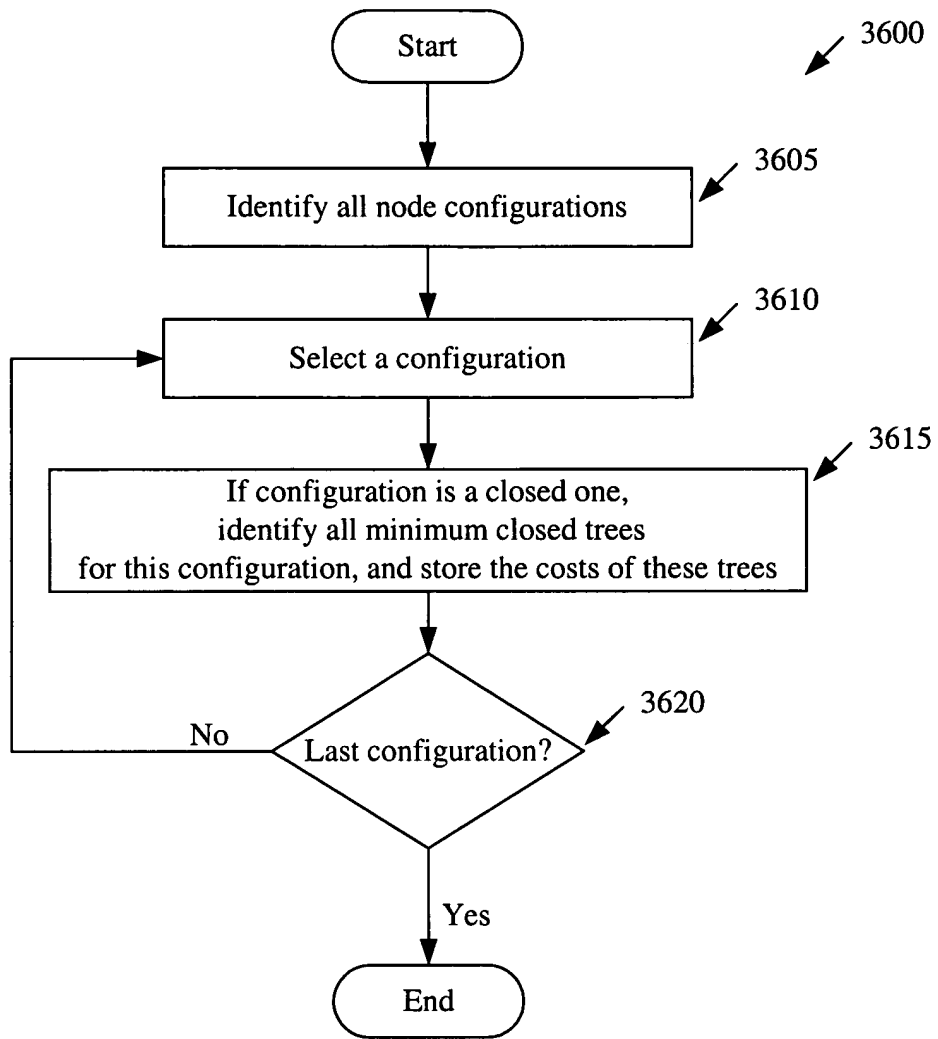 Start
3600
3605
Identify all node configurations
3610
Select a configuration
3615
If configuration is a closed one,
identify all minimum closed trees
for this configuration, and store the costs of these trees
3620
No
Last configuration?
Yes
End